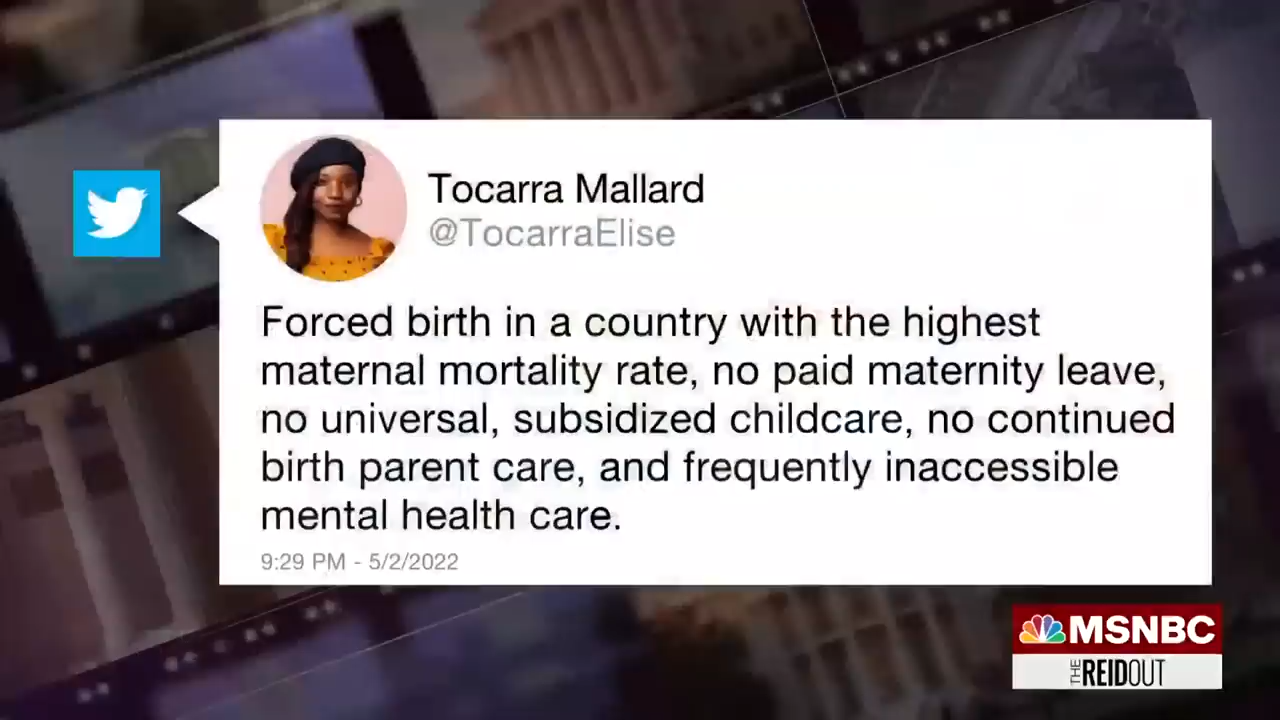 Tocarra Mallard
@TocarraElise
Forced birth in a country with the highest
maternal mortality rate, no paid maternity leave,
no universal, subsidized childcare, no continued
birth parent care, and frequently inaccessible
mental health care.
9:29 PM - 5/2/2022
MSNBC
THE REIDOUT